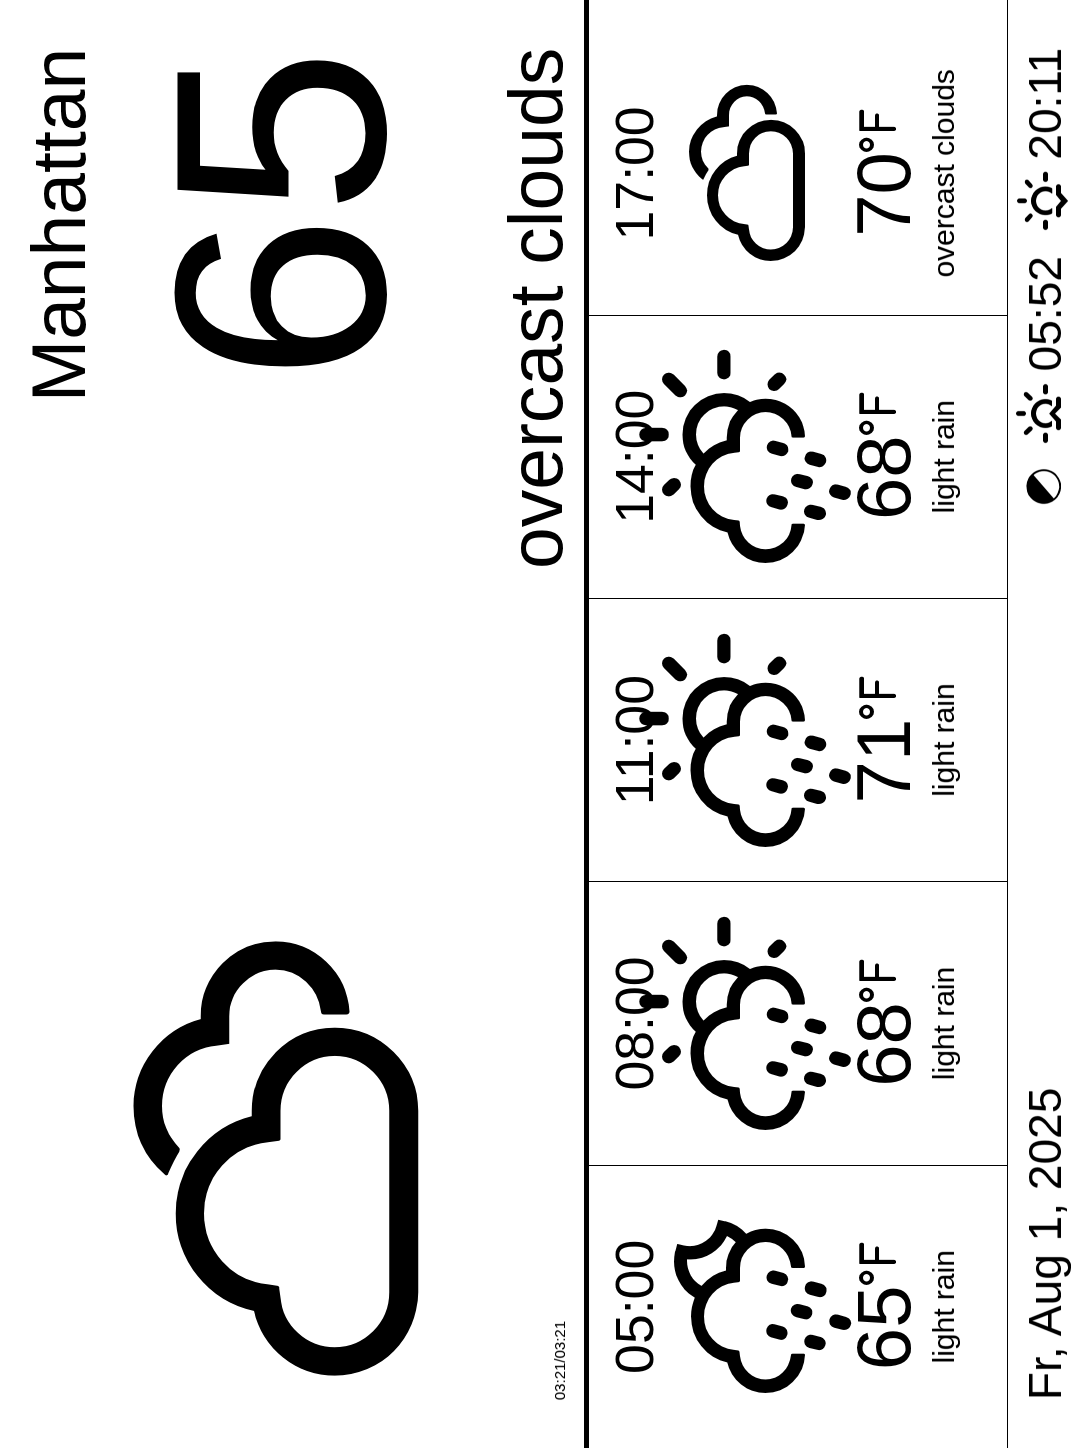 Manhattan
65
overcast clouds
03:21/03:21
05:00
65°F
light rain
08:00
68°F
light rain
11:00
71°F
light rain
14:00
68°F
light rain
17:00
70°F
overcast clouds
Fr, Aug 1, 2025
05:52 20:11